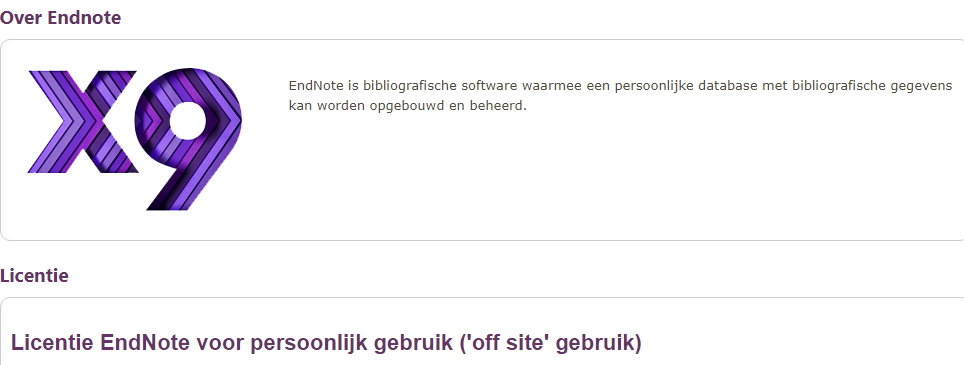 Over Endnote
X9
EndNote is bibliografische software waarmee een persoonlijke database met bibliografische gegevens
kan worden opgebouwd en beheerd.
Licentie
Licentie EndNote voor persoonlijk gebruik ('off site' gebruik)